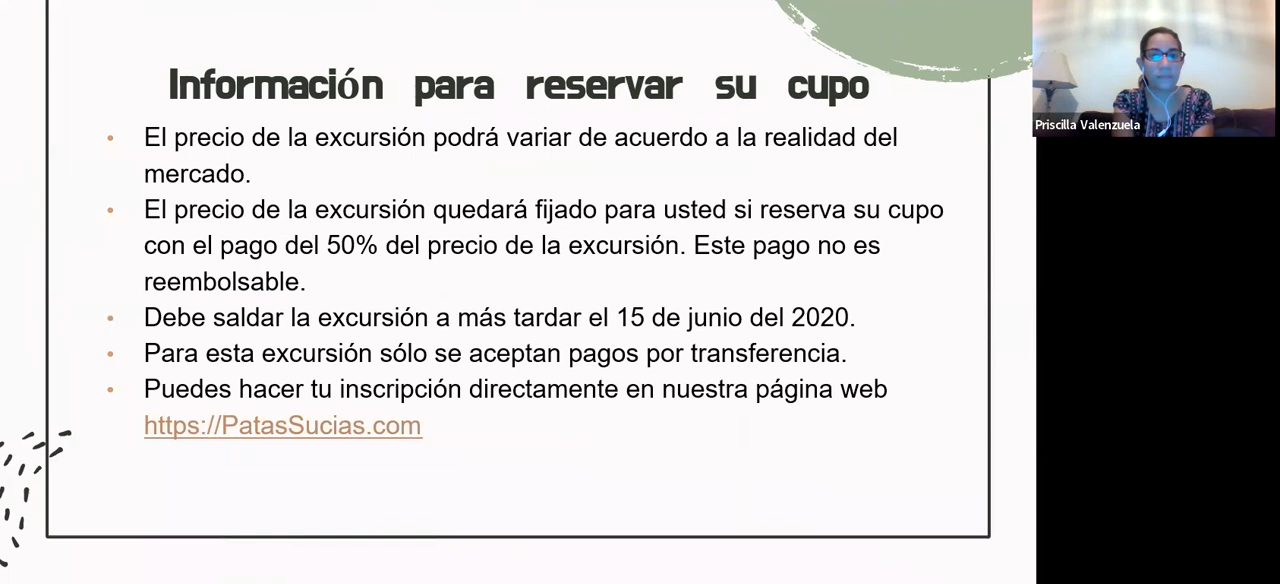 Información para reservar su cupo
• El precio de la excursión podrá variar de acuerdo a la realidad del
mercado.
• El precio de la excursión quedará fijado para usted si reserva su cupo
con el pago del 50% del precio de la excursión. Este pago no es
reembolsable.
• Debe saldar la excursión a más tardar el 15 de junio del 2020.
• Para esta excursión sólo se aceptan pagos por transferencia.
• Puedes hacer tu inscripción directamente en nuestra página web
https://PatasSucias.com
Priscilla Valenzuela